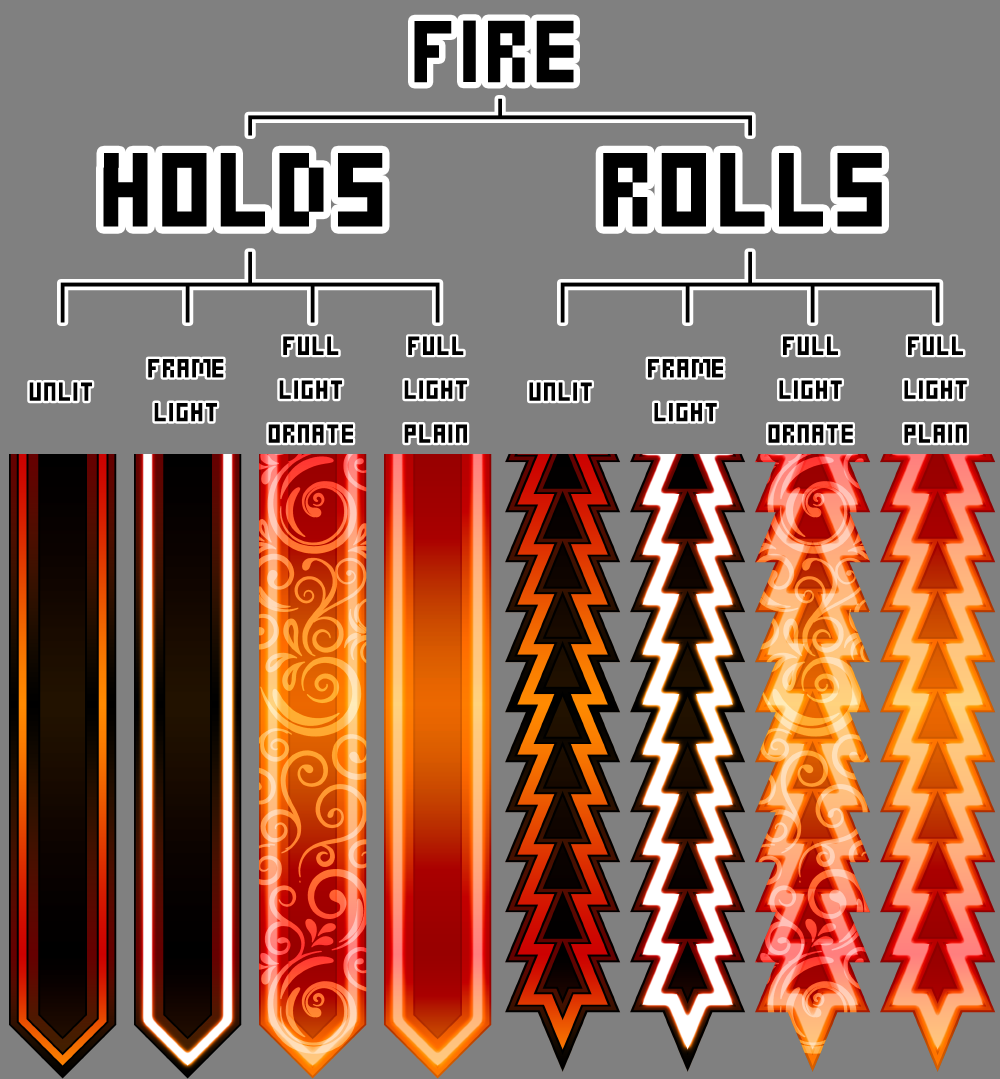 FIRE
HOLDS
ROLLS
UNLIT
FRAME
LIGHT
FULL
LIGHT
ORNATE
FULL
LIGHT
PLAIN
UNLIT
FRAME
LIGHT
FULL
LIGHT
ORNATE
FULL
LIGHT
PLAIN